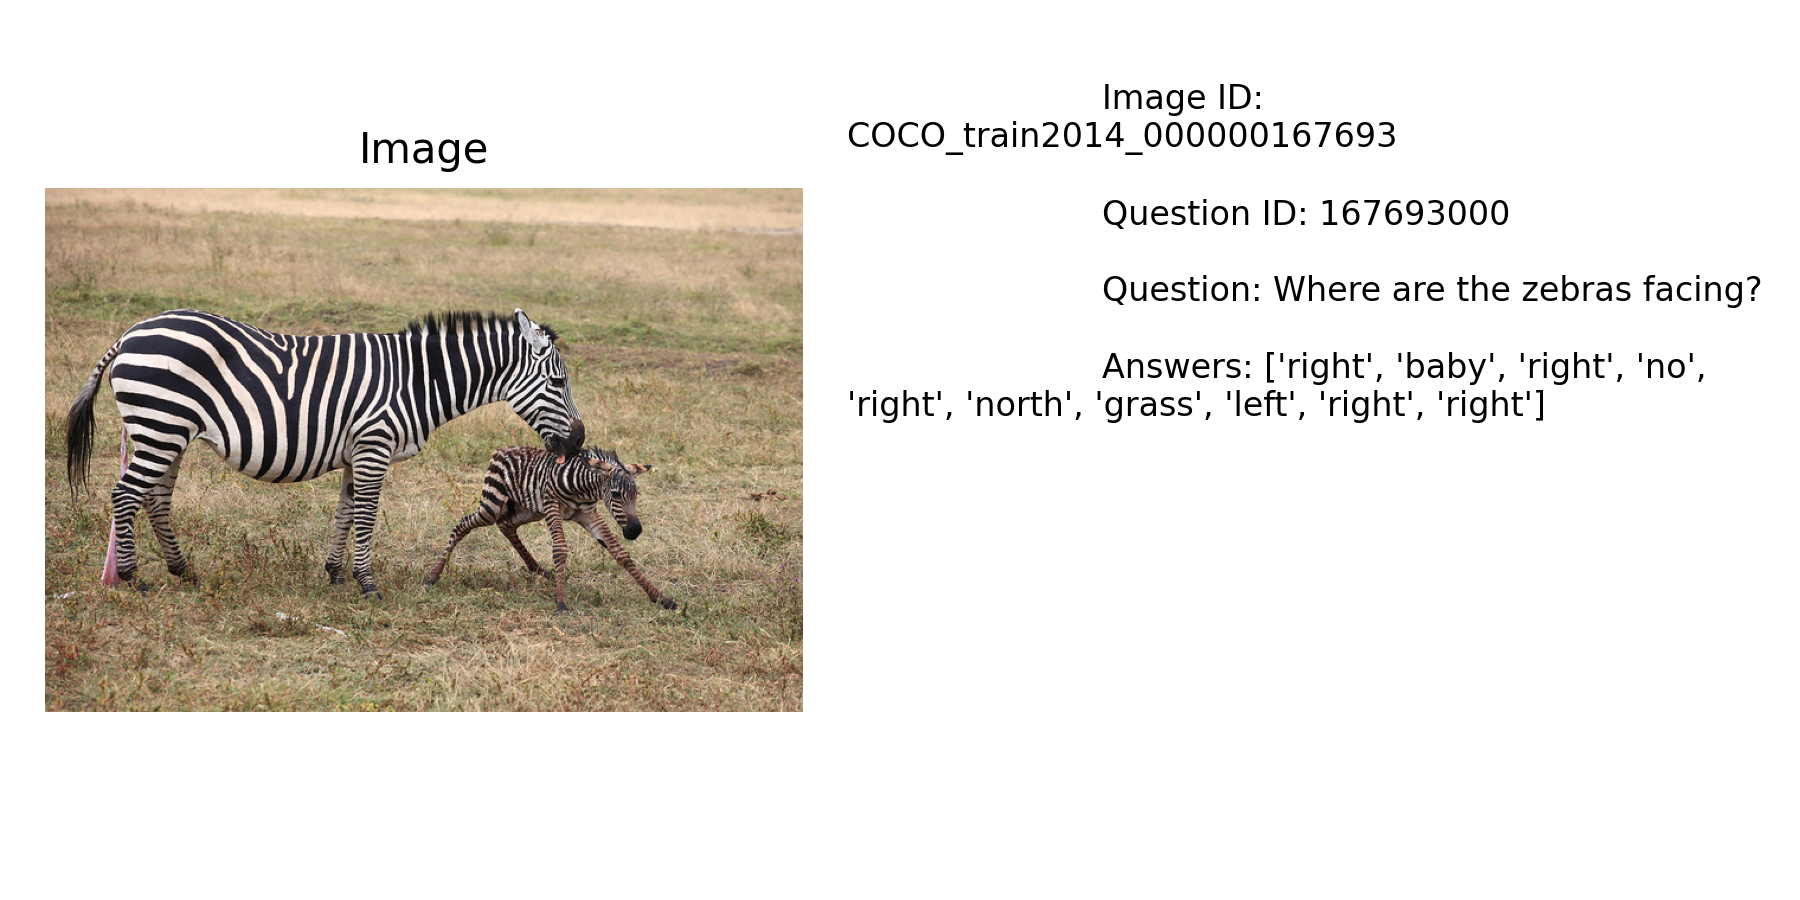 Image
Image ID:
COCO_train2014_000000167693
Question ID: 167693000
Question: Where are the zebras facing?
Answers: ['right', 'baby', 'right', 'no',
'right', 'north', 'grass', 'left', 'right', 'right']